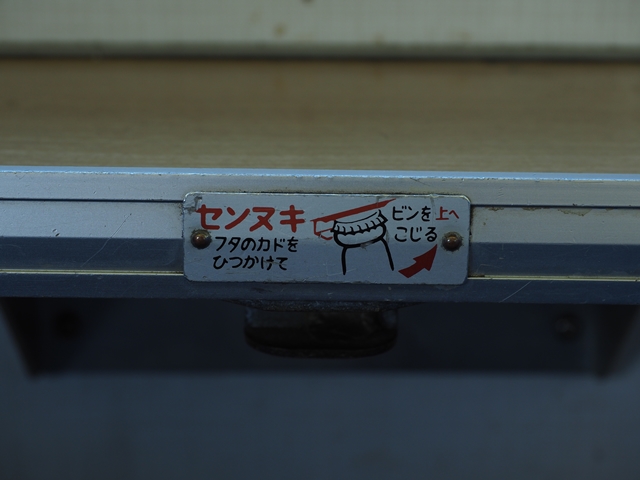 センヌキ
フタのカドを
ひつかけて
ビンを上へ
こじる